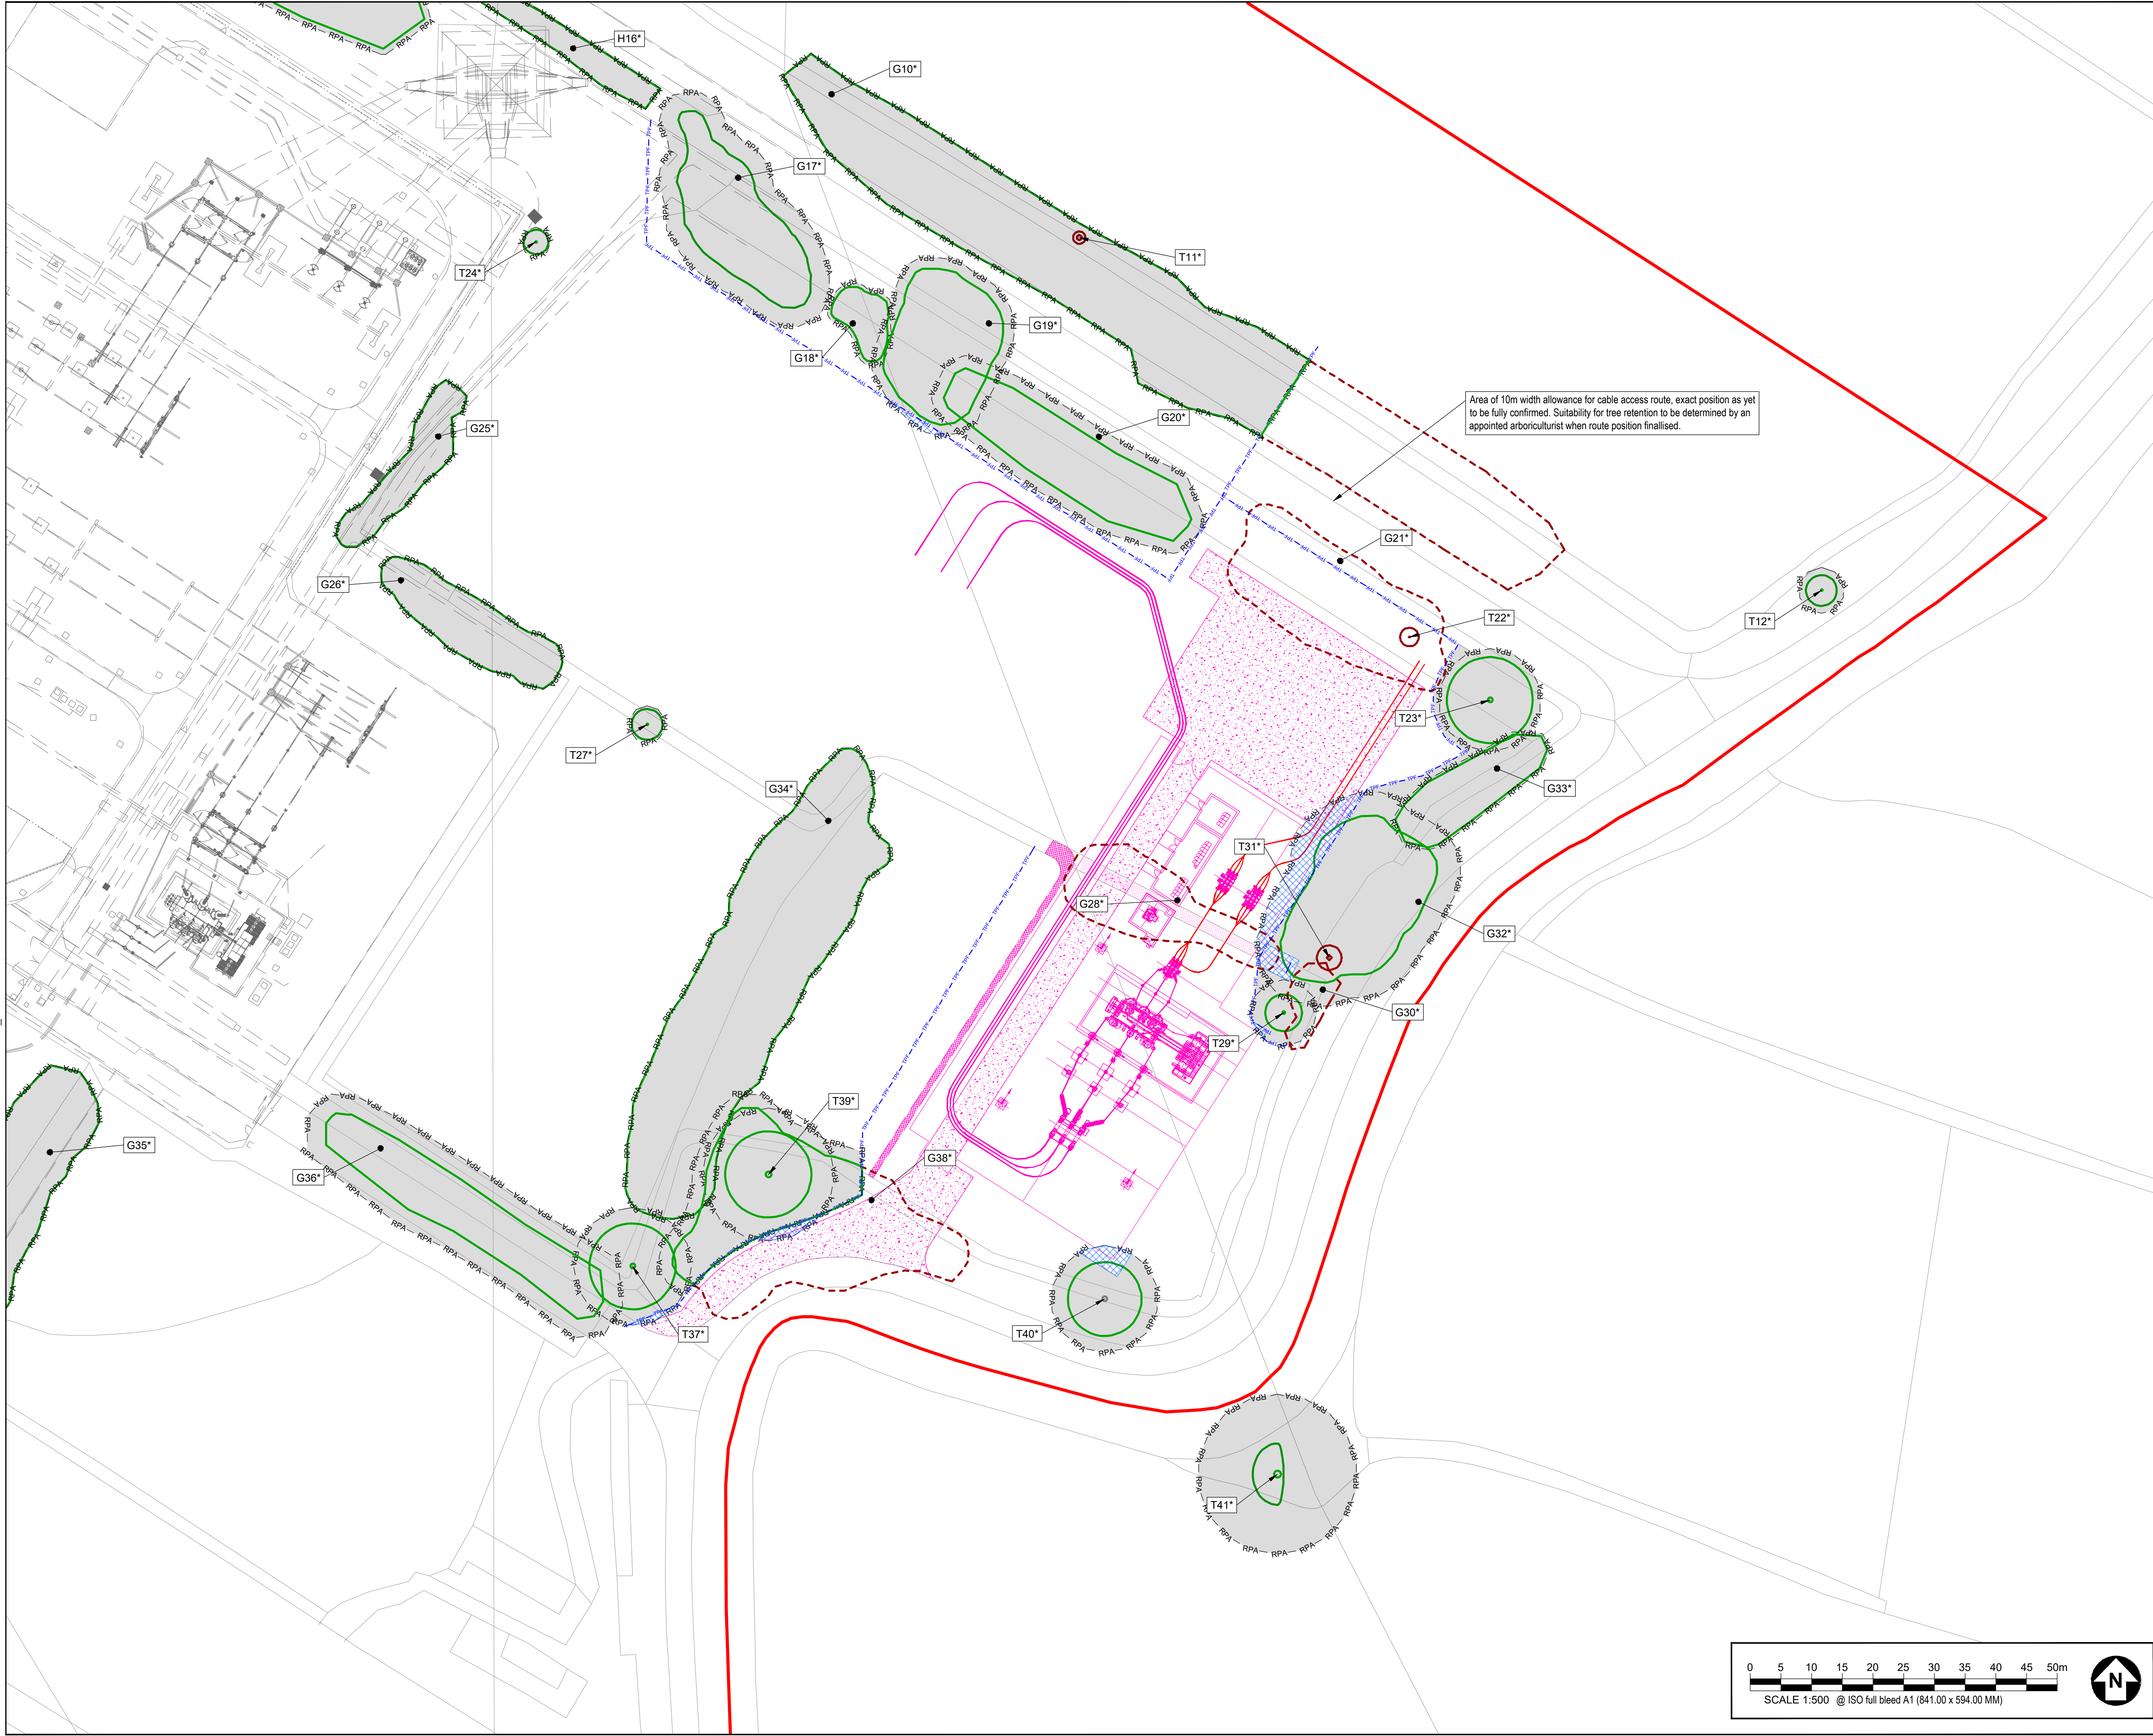 H16*
G10*
G17*
T11*
T24*
G19*
G18*
Area of 10m width allowance for cable access route, exact position as yet
to be fully confirmed. Suitability for tree retention to be determined by an
appointed arboriculturist when route position finallised.
G20*
G25*
G21*
G26*
T22*
T12*
T23*
T27*
G34*
G33*
T31*
G28*
G32*
G30*
T29*
T39*
G35*
G38*
G36*
T37*
T40*
T41*
RPA
TPF
0 5 10 15 20 25 30 35 40 45 50m
SCALE 1:500 @ ISO full bleed A1 (841.00 x 594.00 MM)
N